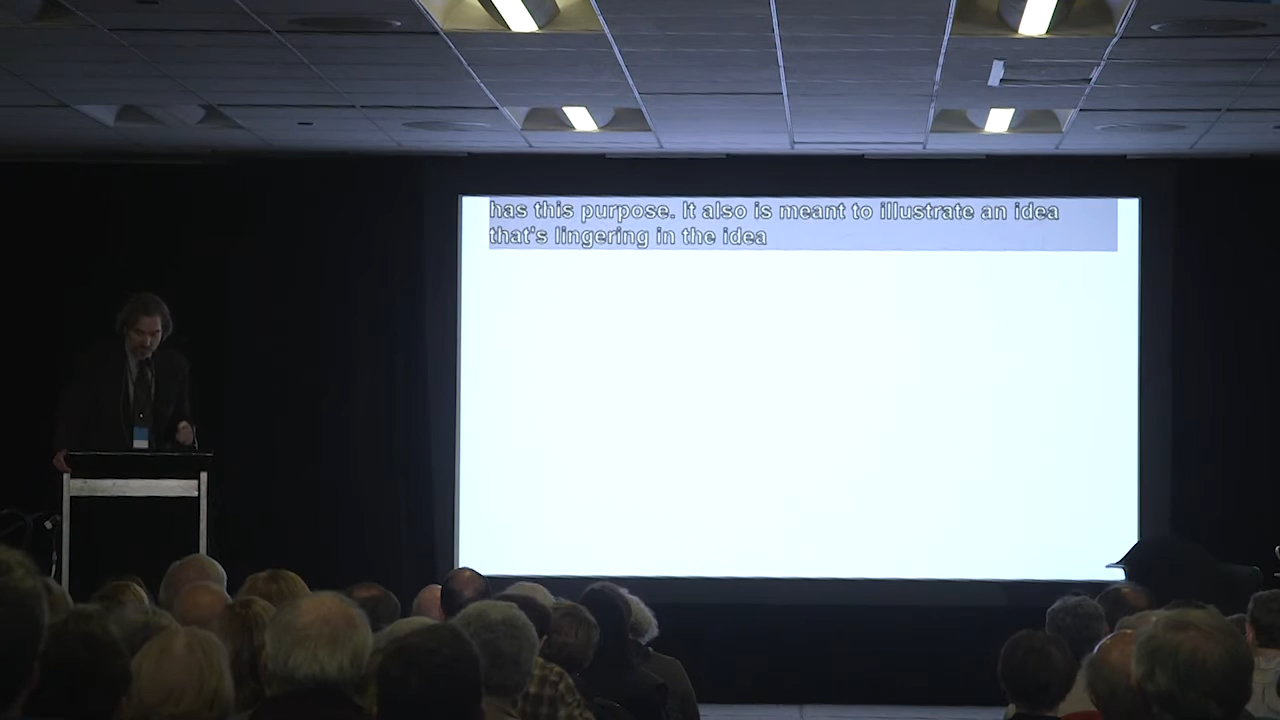 has this purpose. It also is meant to illustrate an idea
that's lingering in the idea